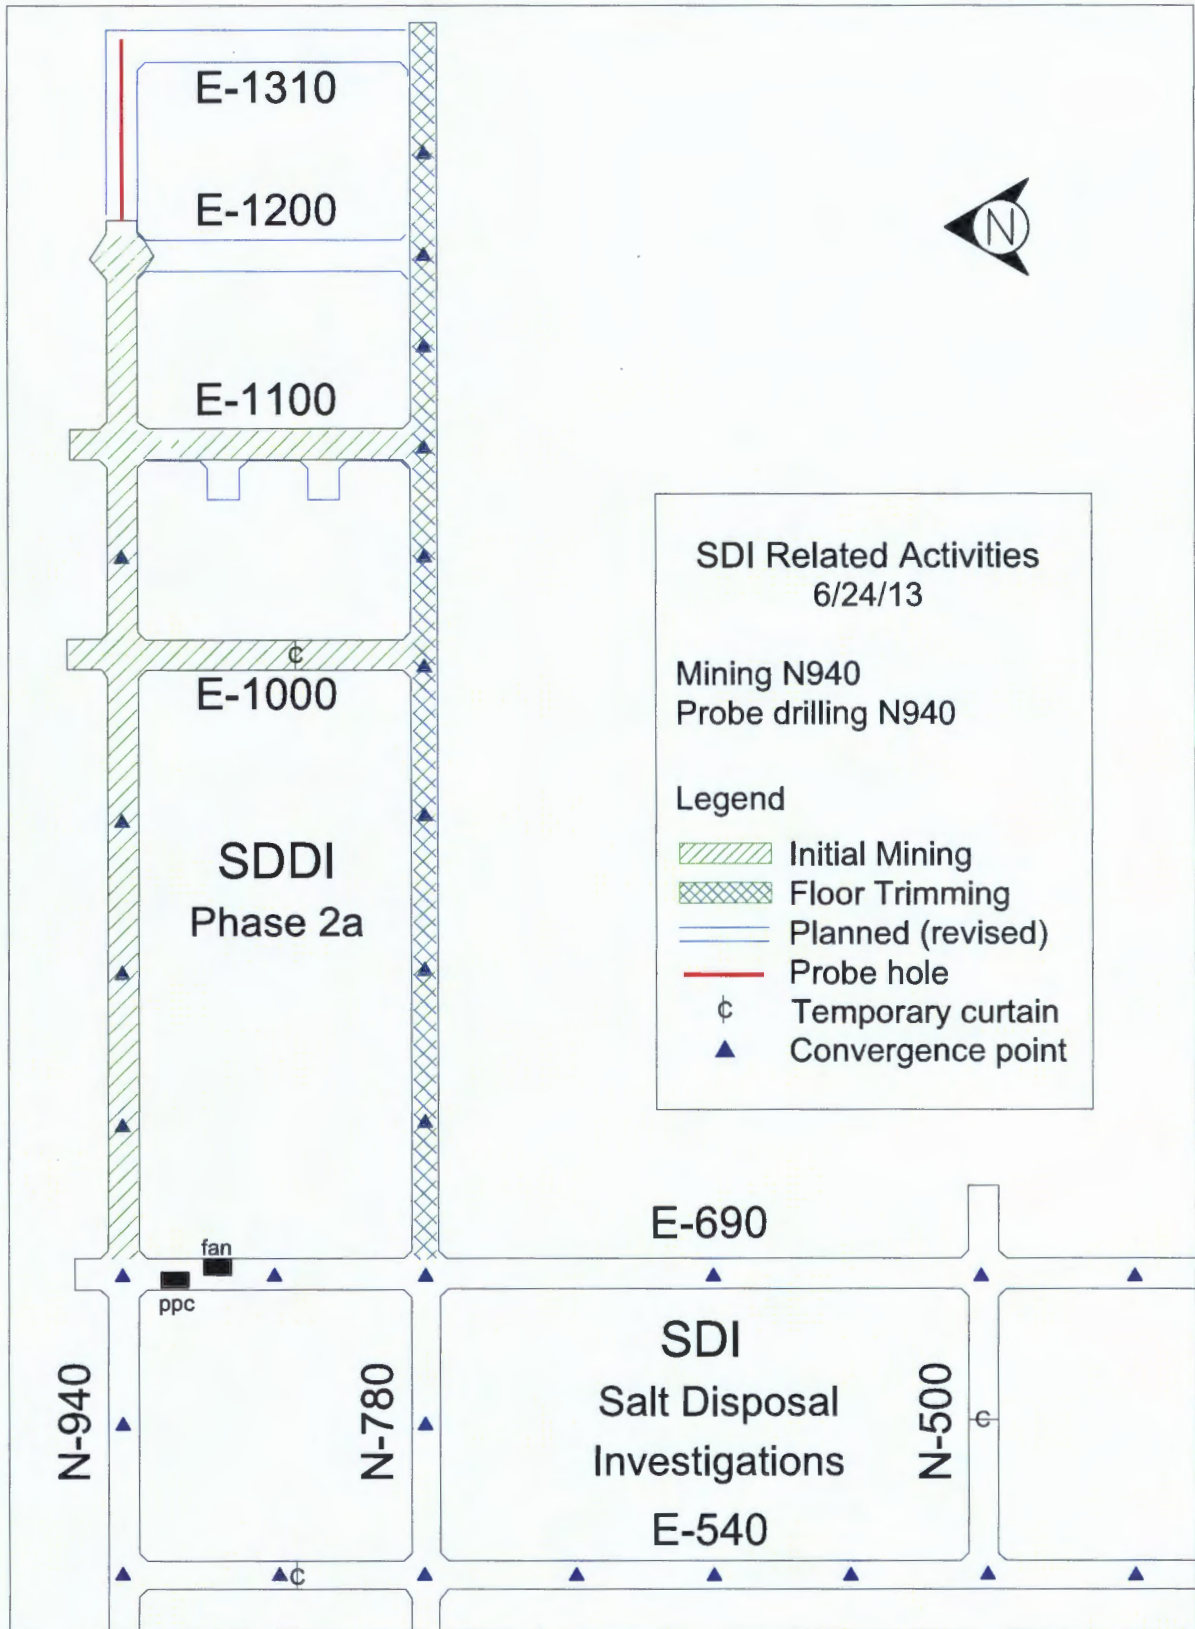 E-1310
E-1200
N
E-1100
SDI Related Activities
6/24/13
Mining N940
Probe drilling N940
Legend
Initial Mining
Floor Trimming
Planned (revised)
Probe hole
¢ Temporary curtain
Convergence point
¢
E-1000
SDDI
Phase 2a
E-690
fan
ppc
N-940
N-780
SDI
Salt Disposal
Investigations
N-500
¢
E-540
¢